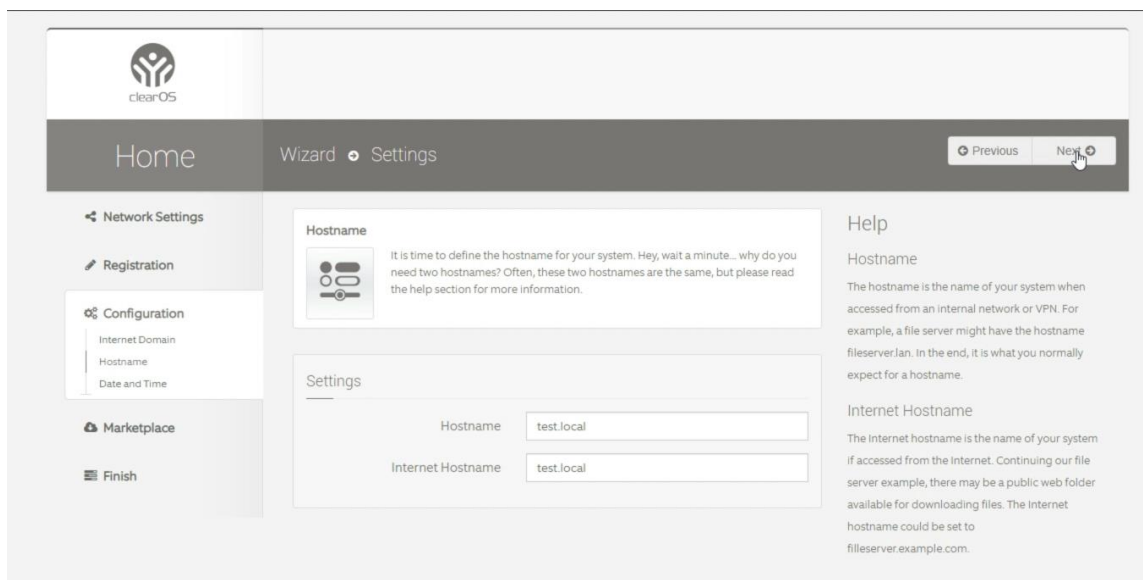 clearOS
Home
Wizard Settings
Previous
Next
Network Settings
Registration
Configuration
Internet Domain
Hostname
Date and Time
Marketplace
Finish
Hostname
It is time to define the hostname for your system. Hey, wait a minute... why do you
need two hostnames? Often, these two hostnames are the same, but please read
the help section for more information.
Settings
Hostname test.local
Internet Hostname test.local
Help
Hostname
The hostname is the name of your system when
accessed from an internal network or VPN. For
example, a file server might have the hostname
fileserver.lan. In the end, it is what you normally
expect for a hostname.
Internet Hostname
The Internet hostname is the name of your system
if accessed from the Internet. Continuing our file
server example, there may be a public web folder
available for downloading files. The Internet
hostname could be set to
filleserver.example.com.